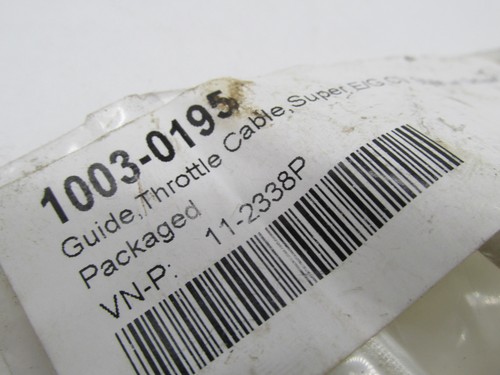 1003-0195
Guide,Throttle Cable,Super E/G
Packaged
VN-P: 11-2338P